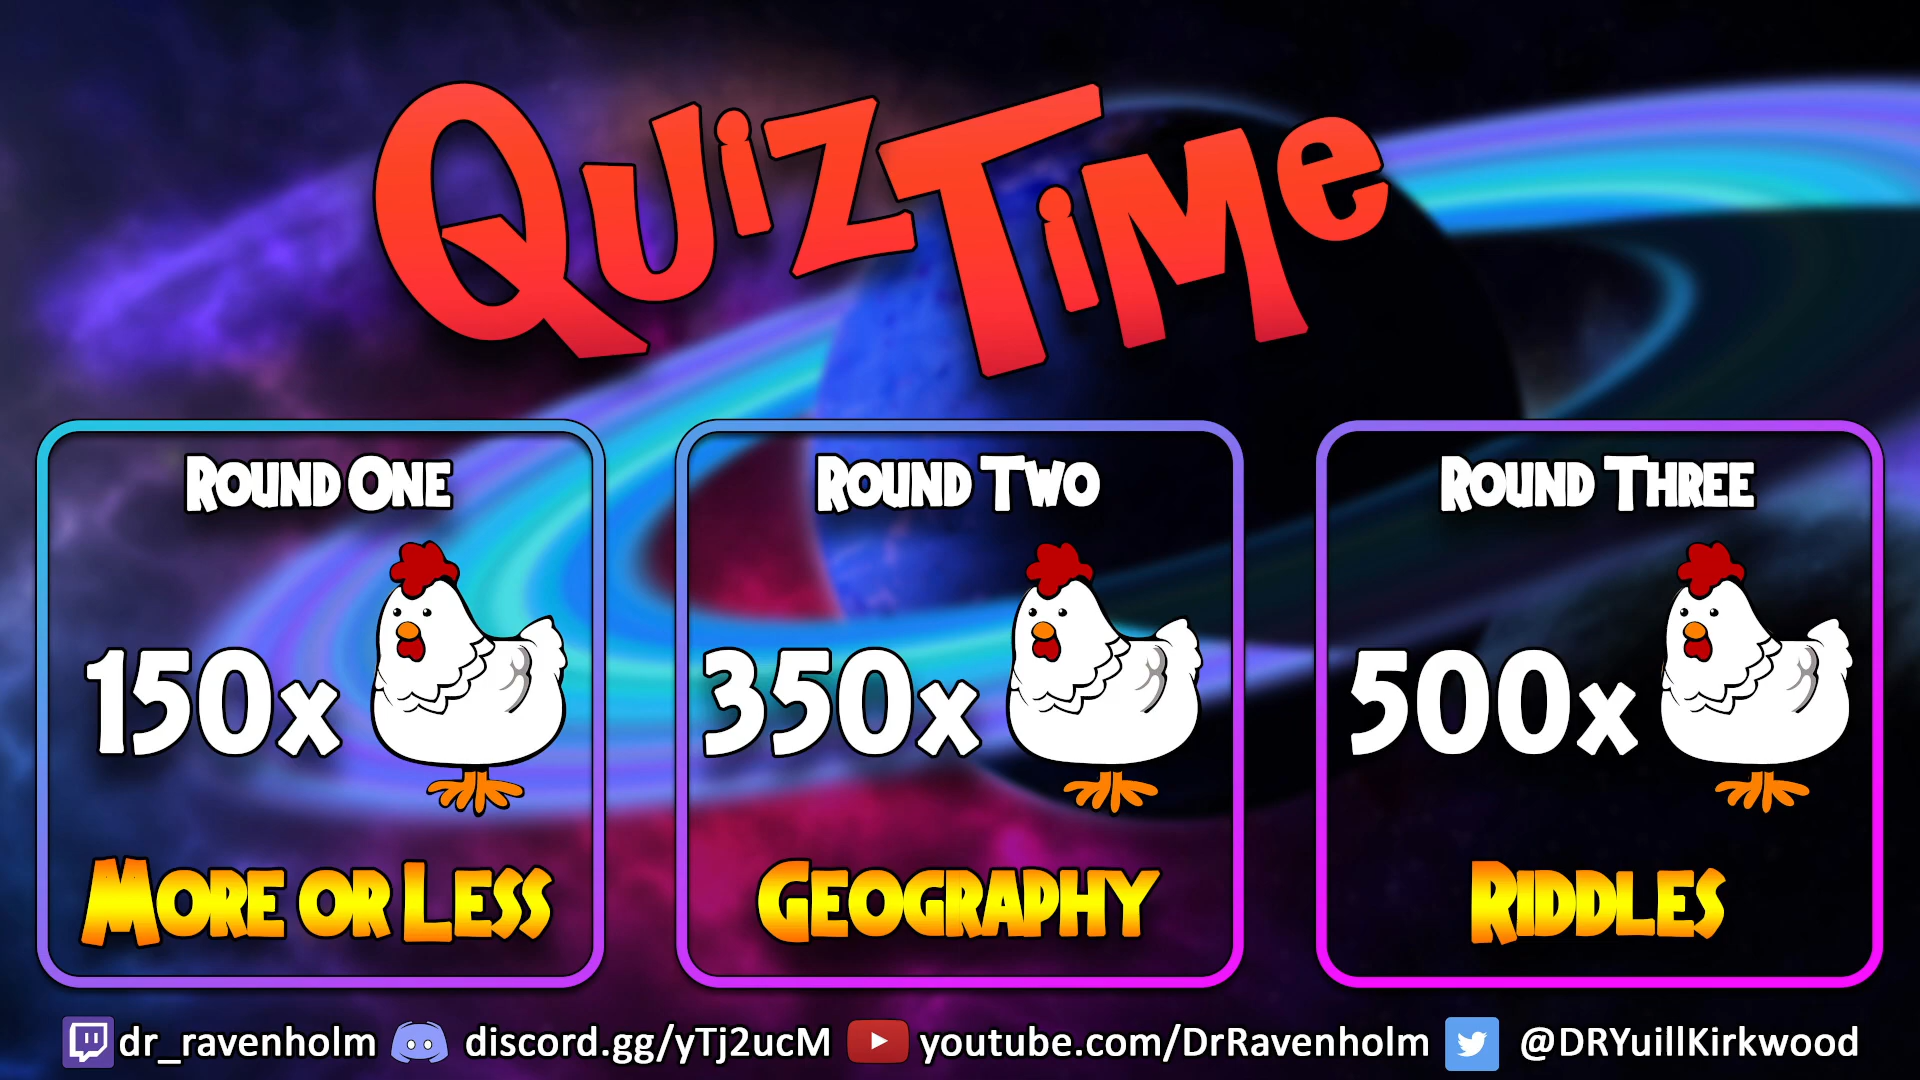 QuizTime
Round One
150x
More or Less
Round Two
350x
Geography
Round Three
500x
Riddles
dr_ravenholm
discord.gg/yTj2ucM
youtube.com/DrRavenholm
@DRYuillKirkwood